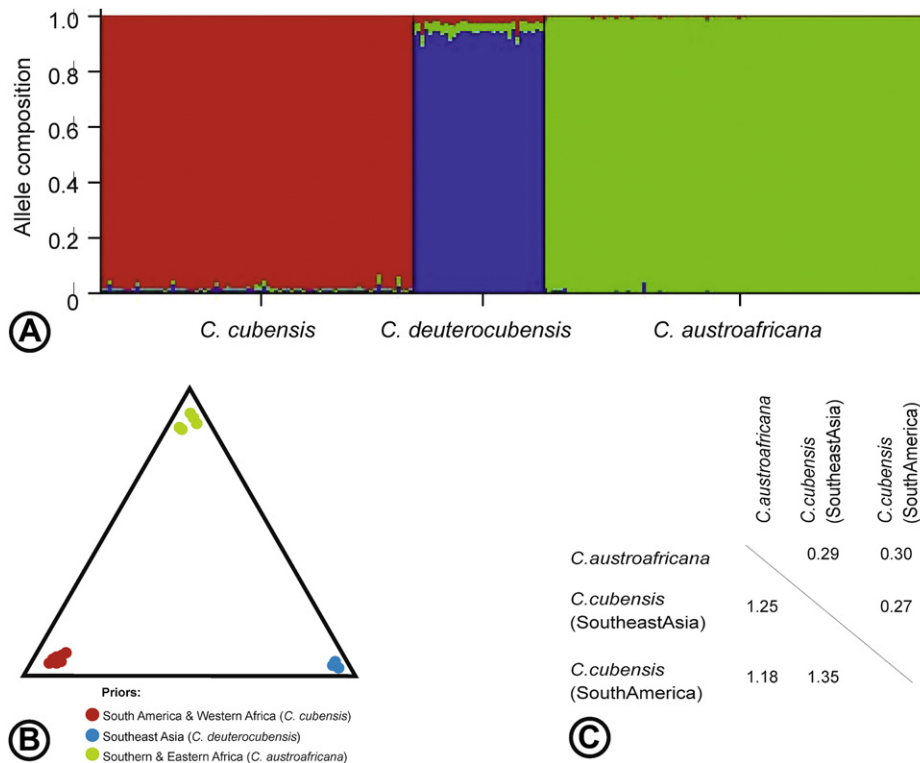 Allele composition
1.0
0.8
0.6
0.4
0.2
0
C. cubensis
C. deuterocubensis
C. austroafricana
A
B
Priors:
South America & Western Africa (C. cubensis)
Southeast Asia (C. deuterocubensis)
Southern & Eastern Africa (C. austroafricana)
C
C.austroafricana
C.cubensis
(SoutheastAsia)
C.cubensis
(SouthAmerica)
C.austroafricana
0.29 0.30
C.cubensis
(SoutheastAsia)
1.25 0.27
C.cubensis
(SouthAmerica)
1.18 1.35